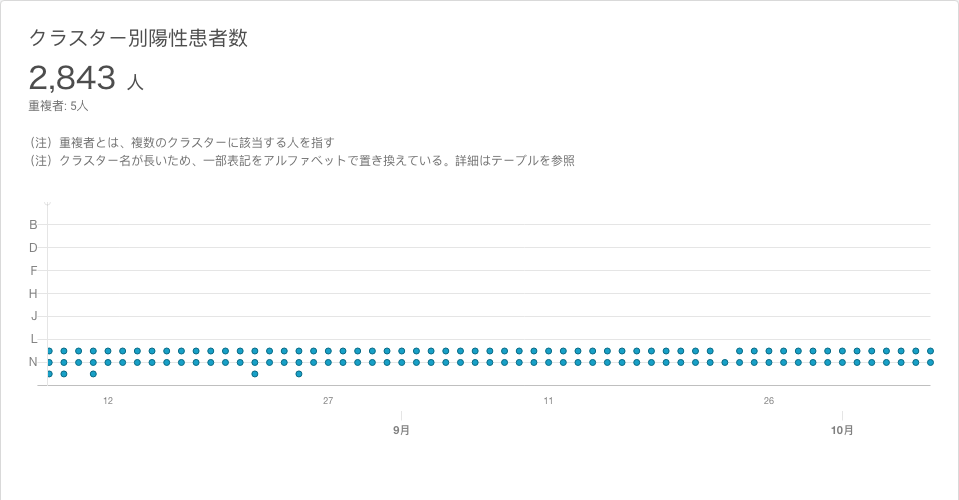 クラスター別陽性患者数
2,843 人
重複者: 5人
（注）重複者とは、複数のクラスターに該当する人を指す
（注）クラスター名が長いため、一部表記をアルファベットで置き換えている。詳細はテーブルを参照
B
D
F
H
J
L
N
12 27 11 26
9月 10月